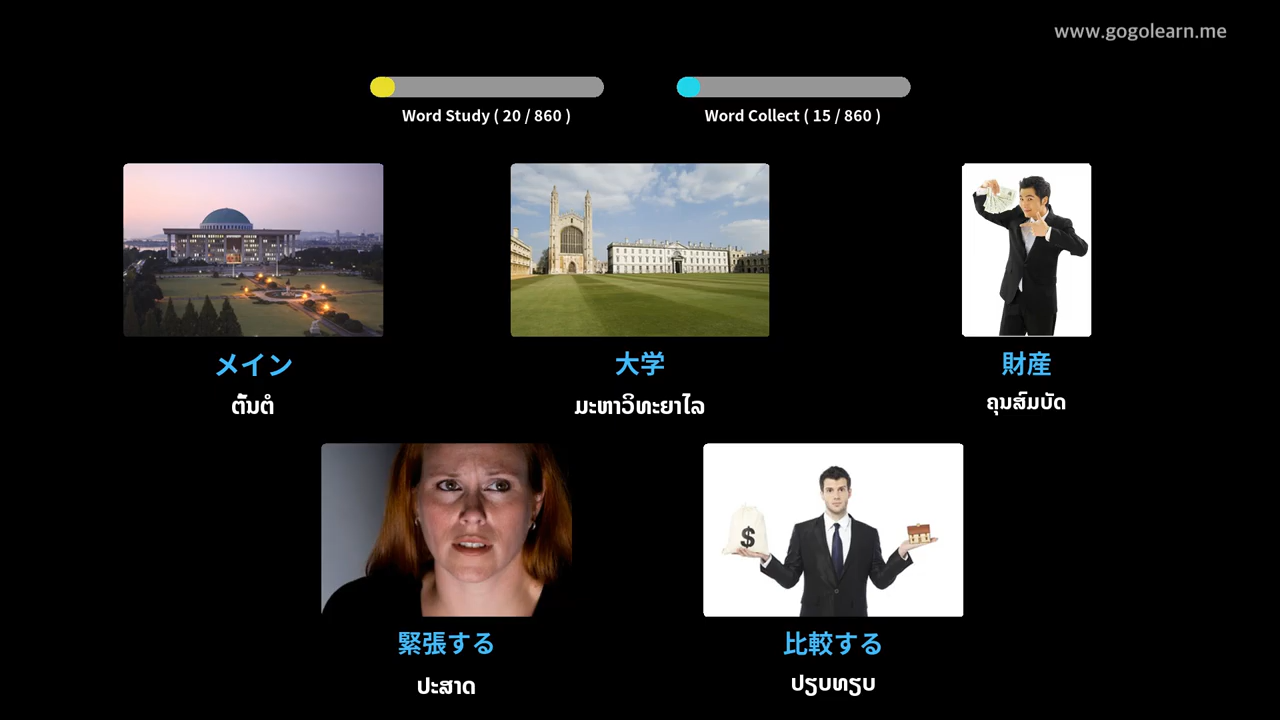 www.gogolearn.me
Word Study ( 20 / 860 )
Word Collect ( 15 / 860 )
メイン
大学
財産
ຕົ້ນຕໍ
ມະຫາວິທະຍາໄລ
ຄຸນສົມບັດ
$
緊張する
比較する
ປະສາດ
ປຽບທຽບ